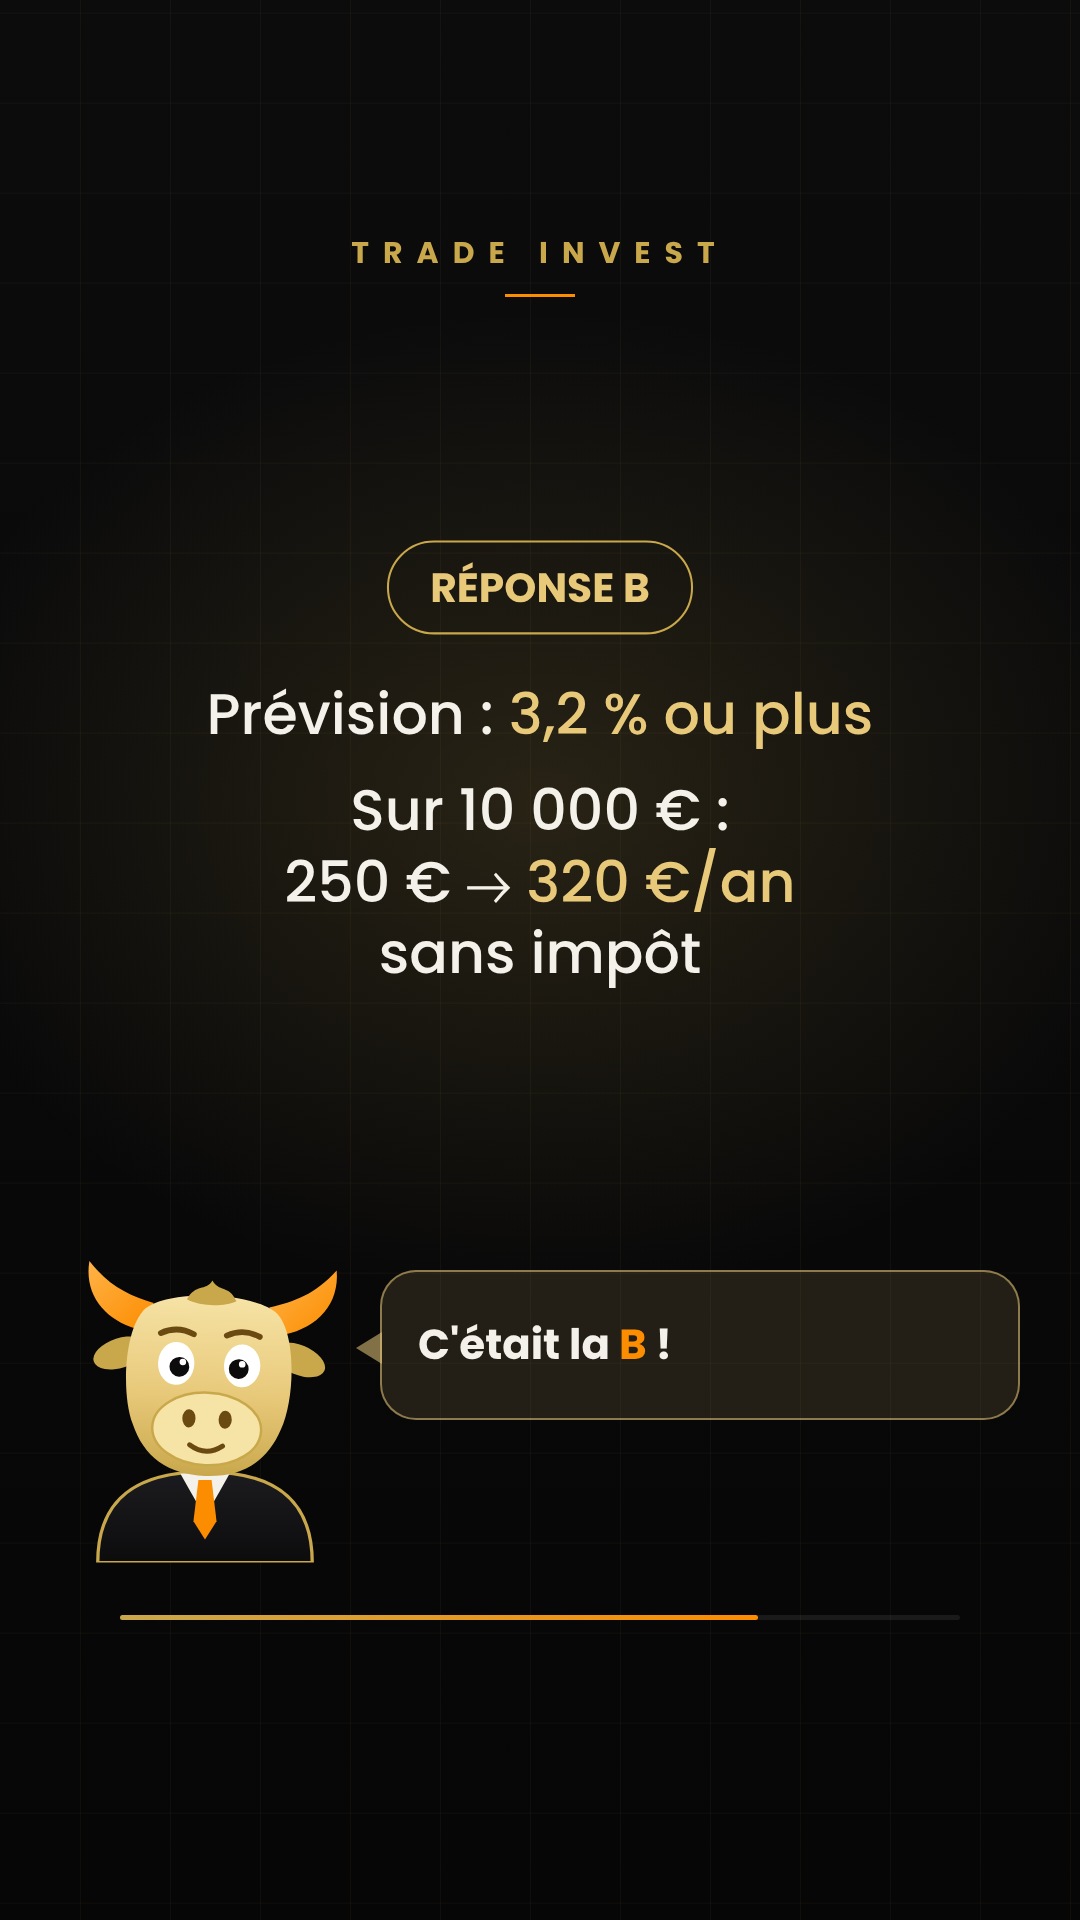 TRADE INVEST
RÉPONSE B
Prévision : 3,2 % ou plus
Sur 10 000 € :
250 € → 320 €/an
sans impôt
C'était la B !